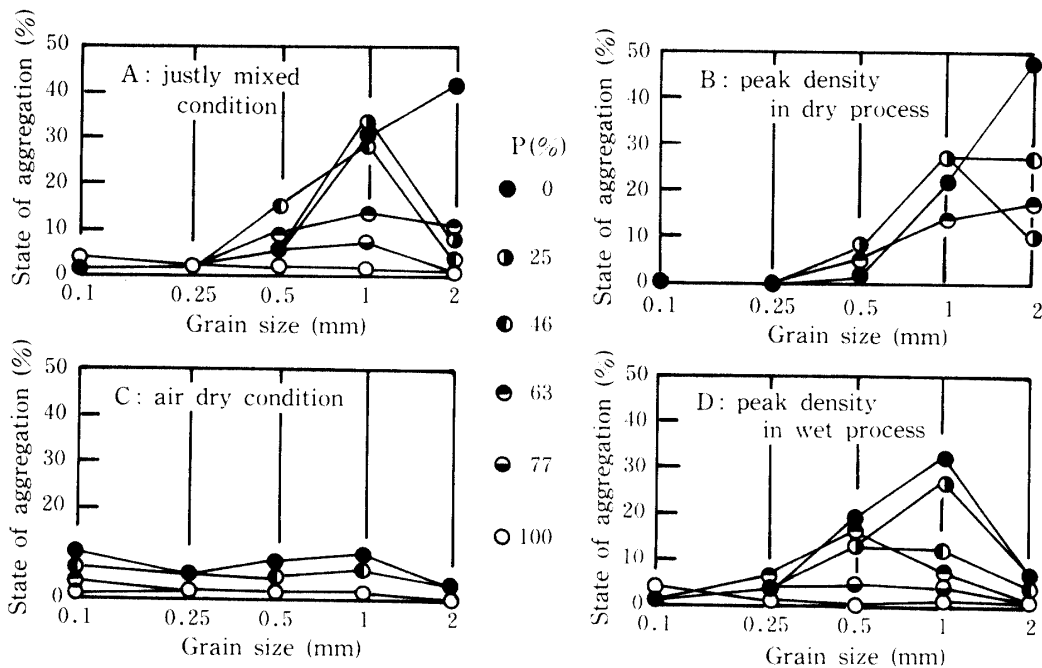 State of aggregation (%)
50
40
30
20
10
0
A : justly mixed
condition
0.1 0.25 0.5 1 2
Grain size (mm)
P(%)
0
25
46
63
77
100
State of aggregation (%)
50
40
30
20
10
0
B : peak density
in dry process
0.1 0.25 0.5 1 2
Grain size (mm)
State of aggregation (%)
50
40
30
20
0
C : air dry condition
0.1 0.25 0.5 1 2
Grain size (mm)
State of aggregation (%)
50
40
30
20
10
0
D : peak density
in wet process
0.1 0.25 0.5 1 2
Grain size (mm)